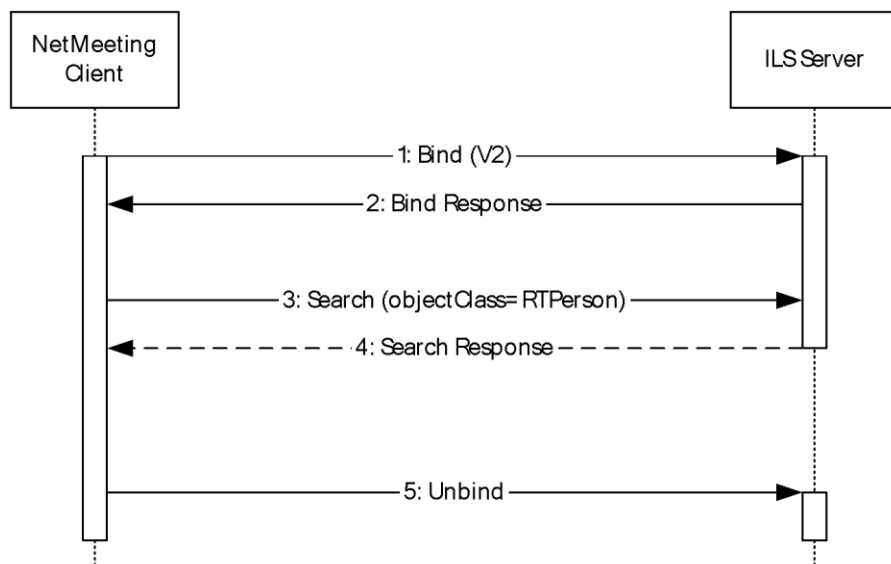 NetMeeting
Client
ILS Server
1: Bind (V2)
2: Bind Response
3: Search (objectClass=RTPerson)
4: Search Response
5: Unbind